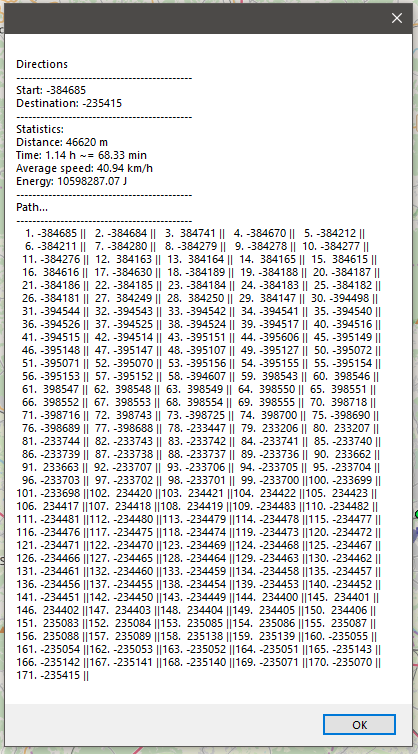 Directions
--------------------------------------------
Start: -384685
Destination: -235415
--------------------------------------------
Statistics:
Distance: 46620 m
Time: 1.14 h ~= 68.33 min
Average speed: 40.94 km/h
Energy: 10598287.07 J
--------------------------------------------
Path...
--------------------------------------------
1. -384685 || 2. -384684 || 3. 384741 || 4. -384670 || 5. -384212 ||
6. -384211 || 7. -384280 || 8. -384279 || 9. -384278 || 10. -384277 ||
11. -384276 || 12. 384163 || 13. 384164 || 14. 384165 || 15. 384615 ||
16. 384616 || 17. -384630 || 18. -384189 || 19. -384188 || 20. -384187 ||
21. -384186 || 22. -384185 || 23. -384184 || 24. -384183 || 25. -384182 ||
26. -384181 || 27. 384249 || 28. 384250 || 29. 384147 || 30. -394498 ||
31. -394544 || 32. -394543 || 33. -394542 || 34. -394541 || 35. -394540 ||
36. -394526 || 37. -394525 || 38. -394524 || 39. -394517 || 40. -394516 ||
41. -394515 || 42. -394514 || 43. -395151 || 44. -395606 || 45. -395149 ||
46. -395148 || 47. -395147 || 48. -395107 || 49. -395127 || 50. -395072 ||
51. -395071 || 52. -395070 || 53. -395156 || 54. -395155 || 55. -395154 ||
56. -395153 || 57. -395152 || 58. -394607 || 59. 398543 || 60. 398546 ||
61. 398547 || 62. 398548 || 63. 398549 || 64. 398550 || 65. 398551 ||
66. 398552 || 67. 398553 || 68. 398554 || 69. 398555 || 70. 398718 ||
71. -398716 || 72. 398743 || 73. -398725 || 74. 398700 || 75. -398690 ||
76. -398689 || 77. -398688 || 78. -233447 || 79. 233206 || 80. 233207 ||
81. -233744 || 82. -233743 || 83. -233742 || 84. -233741 || 85. -233740 ||
86. -233739 || 87. -233738 || 88. -233737 || 89. -233736 || 90. 233662 ||
91. 233663 || 92. -233707 || 93. -233706 || 94. -233705 || 95. -233704 ||
96. -233703 || 97. -233702 || 98. -233701 || 99. -233700 ||100. -233699 ||
101. -233698 ||102. 234420 ||103. 234421 ||104. 234422 ||105. 234423 ||
106. 234417 ||107. 234418 ||108. 234419 ||109. -234483 ||110. -234482 ||
111. -234481 ||112. -234480 ||113. -234479 ||114. -234478 ||115. -234477 ||
116. -234476 ||117. -234475 ||118. -234474 ||119. -234473 ||120. -234472 ||
121. -234471 ||122. -234470 ||123. -234469 ||124. -234468 ||125. -234467 ||
126. -234466 ||127. -234465 ||128. -234464 ||129. -234463 ||130. -234462 ||
131. -234461 ||132. -234460 ||133. -234459 ||134. -234458 ||135. -234457 ||
136. -234456 ||137. -234455 ||138. -234454 ||139. -234453 ||140. -234452 ||
141. -234451 ||142. -234450 ||143. -234449 ||144. 234400 ||145. 234401 ||
146. 234402 ||147. 234403 ||148. 234404 ||149. 234405 ||150. 234406 ||
151. 235083 ||152. 235084 ||153. 235085 ||154. 235086 ||155. 235087 ||
156. 235088 ||157. 235089 ||158. 235138 ||159. 235139 ||160. -235055 ||
161. -235054 ||162. -235053 ||163. -235052 ||164. -235051 ||165. -235143 ||
166. -235142 ||167. -235141 ||168. -235140 ||169. -235071 ||170. -235070 ||
171. -235415 ||
OK